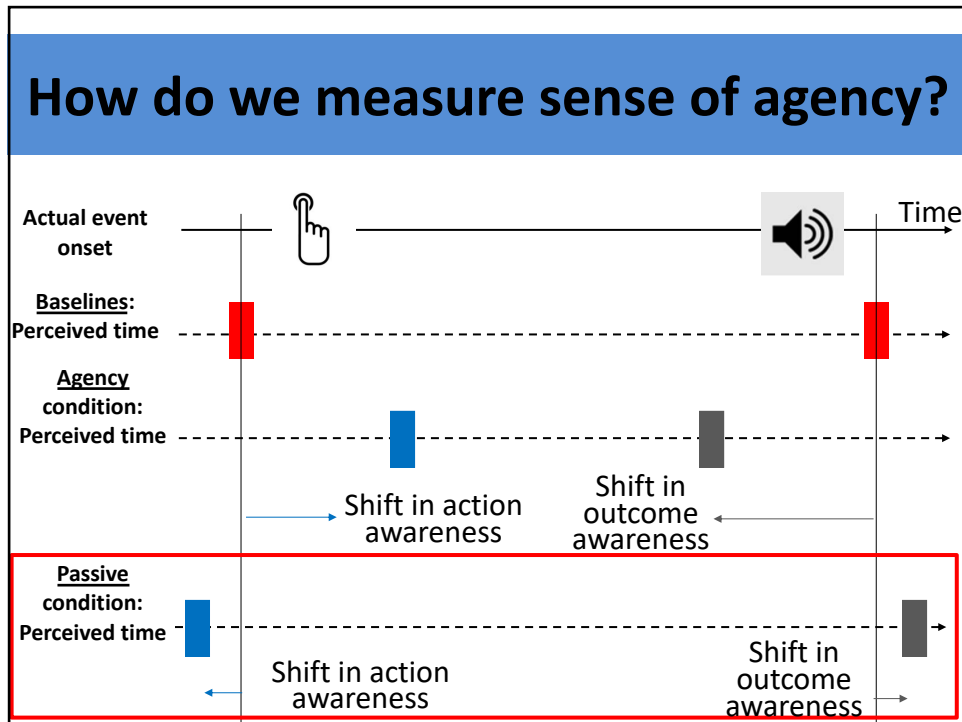 How do we measure sense of agency?
Actual event
onset
Time
Baselines:
Perceived time
Agency
condition:
Perceived time
Shift in action
awareness
Shift in
outcome
awareness
Passive
condition:
Perceived time
Shift in action
awareness
Shift in
outcome
awareness